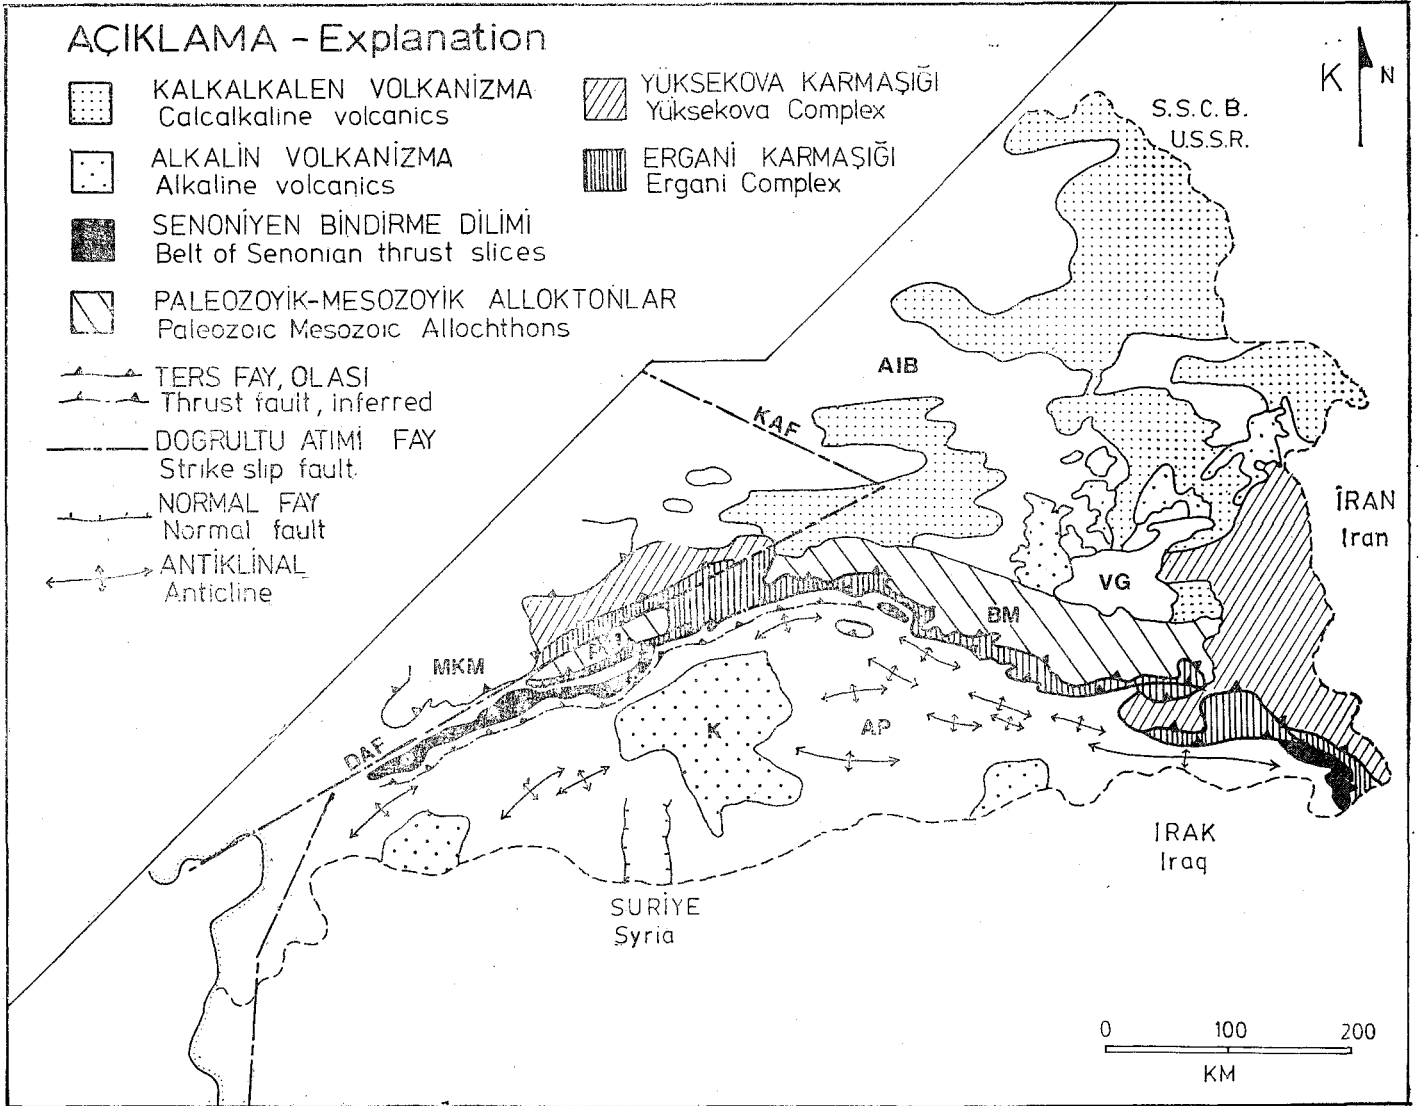 AÇIKLAMA - Explanation
KALKALKALEN VOLKANİZMA
Calcalkaline volcanics
ALKALİN VOLKANİZMA
Alkaline volcanics
SENONİYEN BİNDİRME DİLİMİ
Belt of Senonian thrust slices
PALEOZOYİK-MESOZOYİK ALLOKTONLAR
Paleozoic Mesozoic Allochthons
TERS FAY, OLASI
Thrust fault, inferred
DOĞRULTU ATIMI FAY
Strike slip fault
NORMAL FAY
Normal fault
ANTİKLİNAL
Anticline
YÜKSEKOVA KARMAŞIĞI
Yüksekova Complex
ERGANİ KARMAŞIĞI
Ergani Complex
K N
S.S.C.B.
U.S.S.R.
AIB
KAF
İRAN
Iran
VG
BM
MKM
K
AP
DAF
IRAK
Iraq
SURİYE
Syria
0 100 200
KM